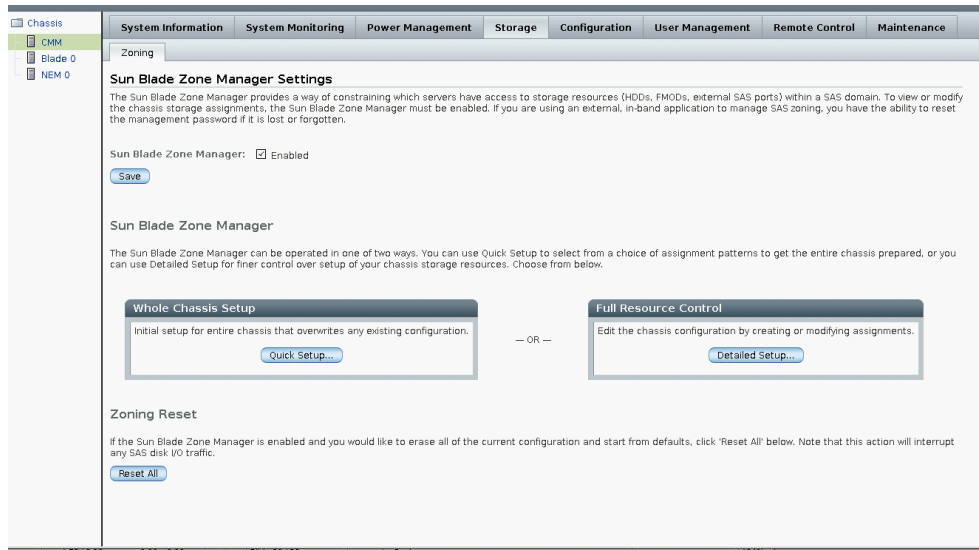 Chassis
CMM
Blade 0
NEM 0
System Information System Monitoring Power Management Storage Configuration User Management Remote Control Maintenance
Zoning
Sun Blade Zone Manager Settings
The Sun Blade Zone Manager provides a way of constraining which servers have access to storage resources (HDDs, FMODs, external SAS ports) within a SAS domain. To view or modify
the chassis storage assignments, the Sun Blade Zone Manager must be enabled. If you are using an external, in-band application to manage SAS zoning, you have the ability to reset
the management password if it is lost or forgotten.
Sun Blade Zone Manager: Enabled
Save
Sun Blade Zone Manager
The Sun Blade Zone Manager can be operated in one of two ways. You can use Quick Setup to select from a choice of assignment patterns to get the entire chassis prepared, or you
can use Detailed Setup for finer control over setup of your chassis storage resources. Choose from below.
Whole Chassis Setup
Initial setup for entire chassis that overwrites any existing configuration.
Quick Setup...
— OR —
Full Resource Control
Edit the chassis configuration by creating or modifying assignments.
Detailed Setup...
Zoning Reset
If the Sun Blade Zone Manager is enabled and you would like to erase all of the current configuration and start from defaults, click 'Reset All' below. Note that this action will interrupt
any SAS disk I/O traffic.
Reset All